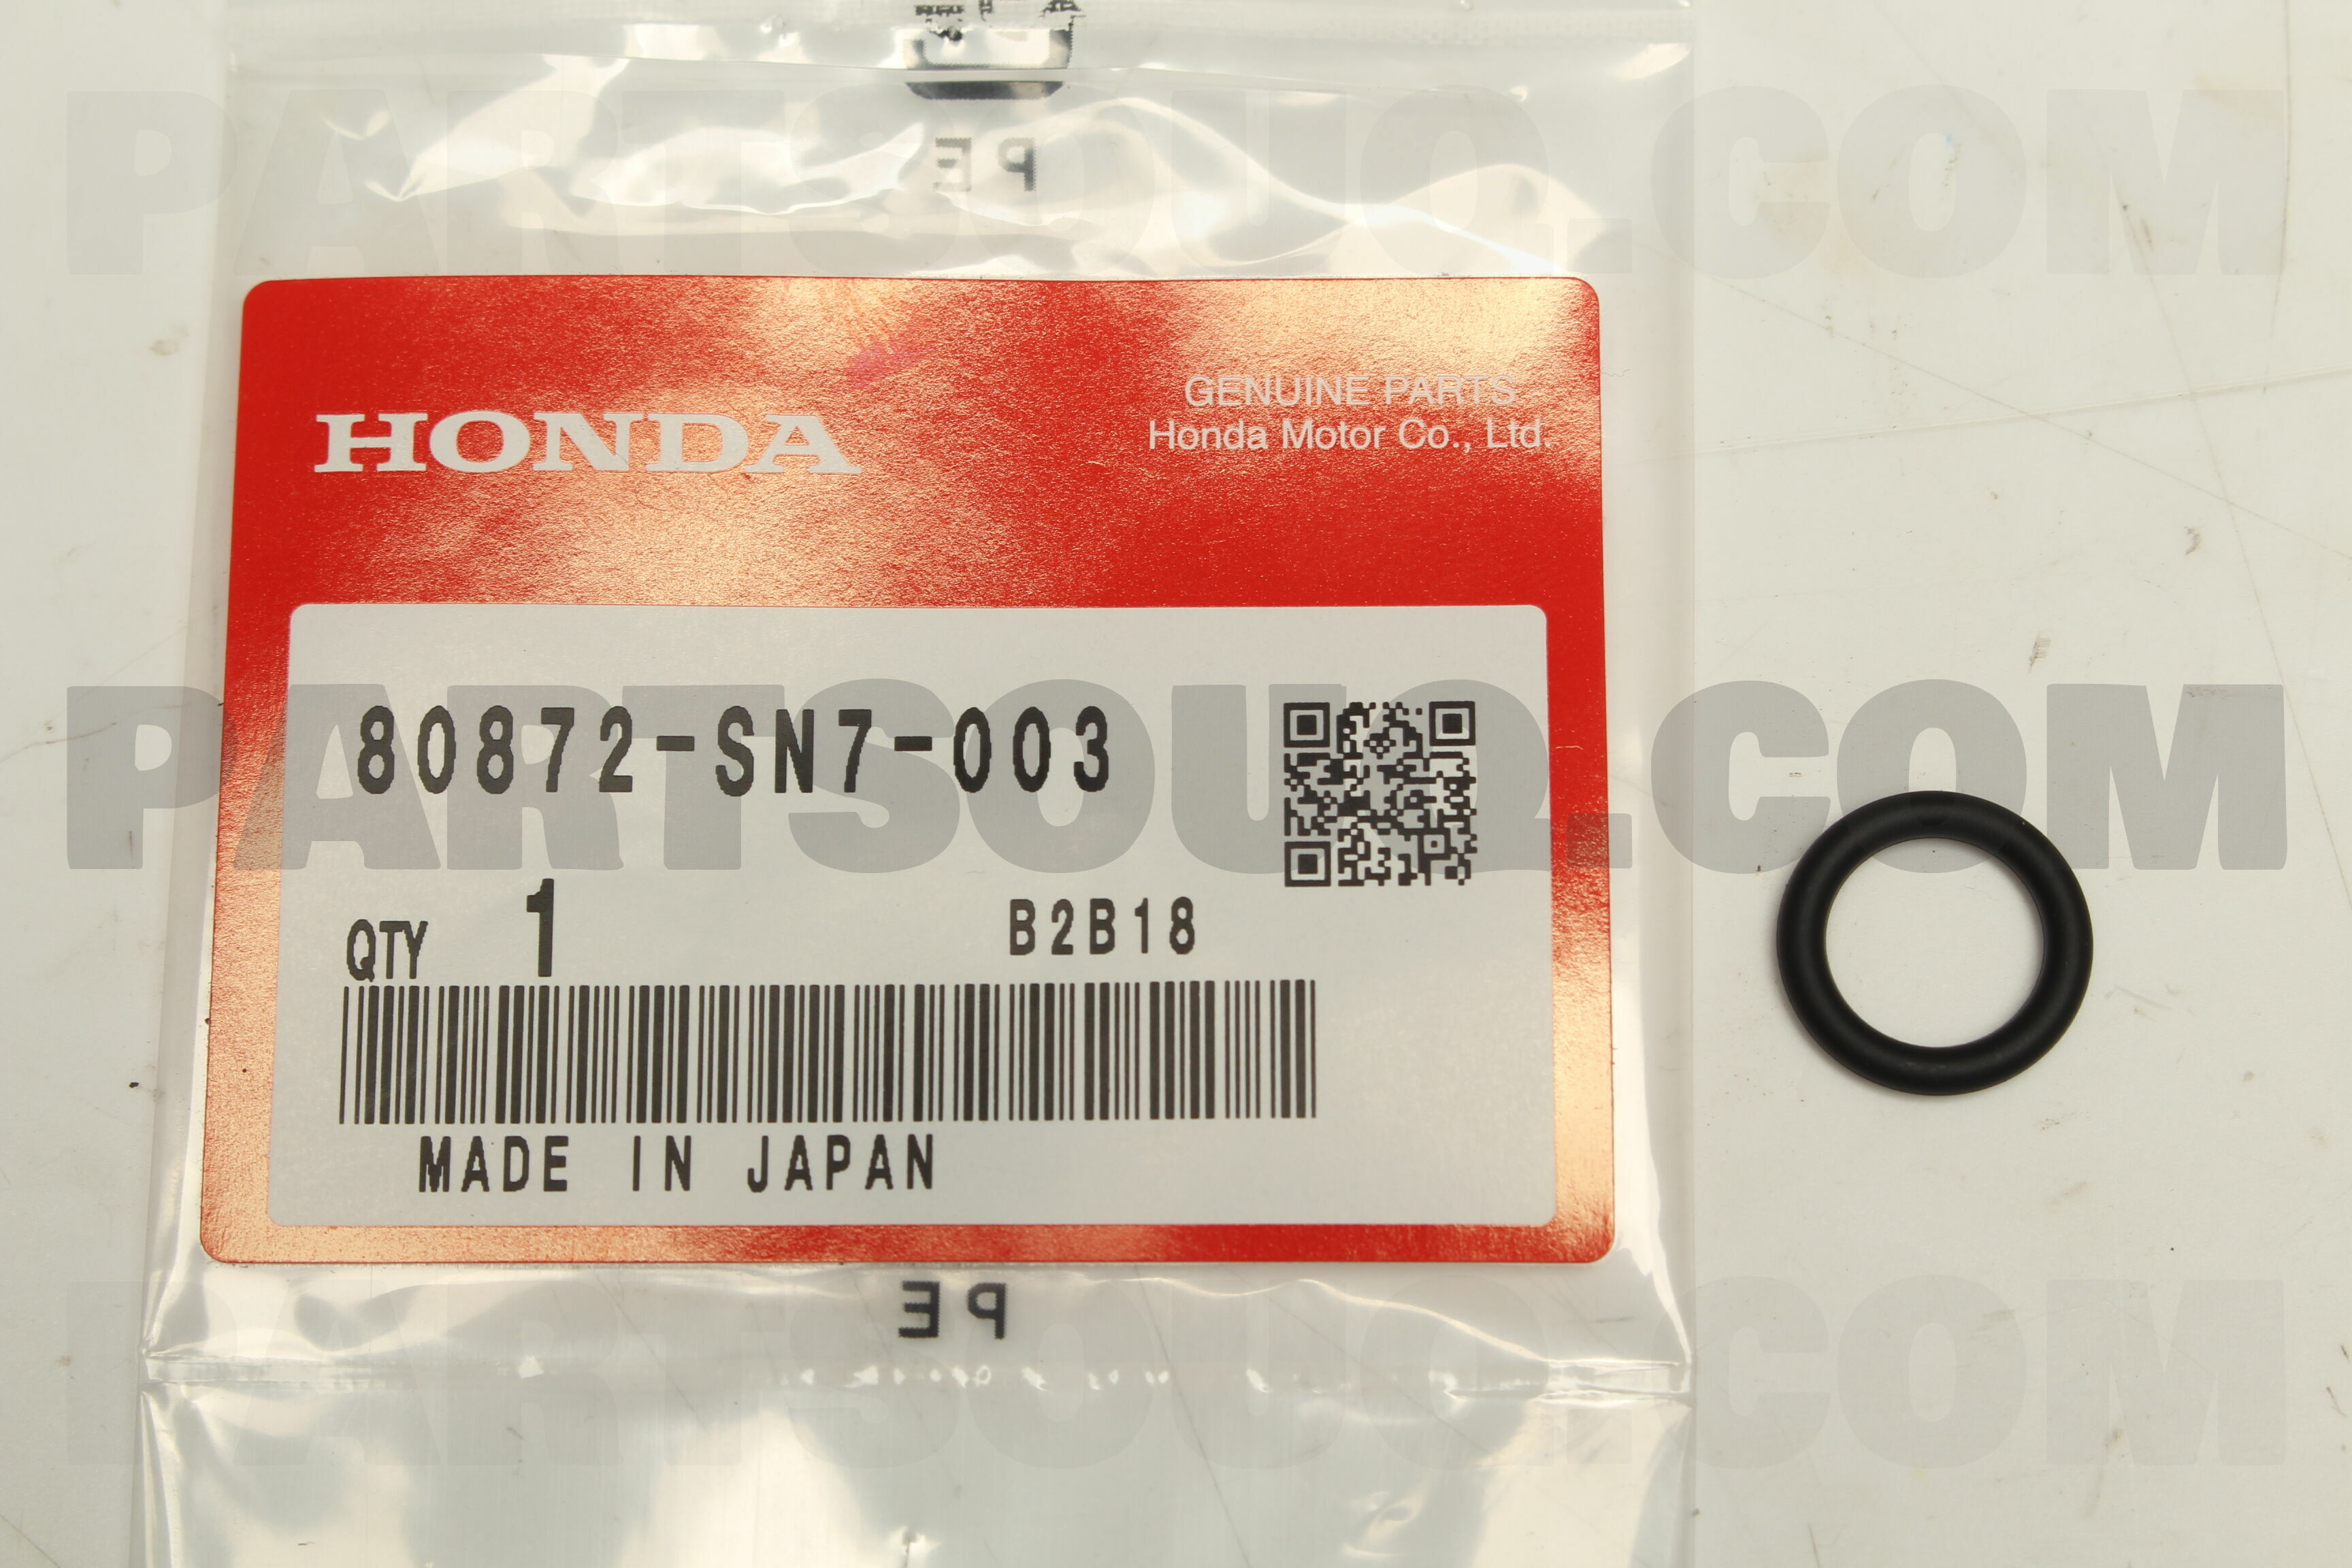 PE
PARTSOUQ.COM
HONDA
GENUINE PARTS
Honda Motor Co., Ltd.
80872-SN7-003
PARTSOUQ.COM
QTY 1 B2B18
MADE IN JAPAN
PE
PARTSOUQ.COM